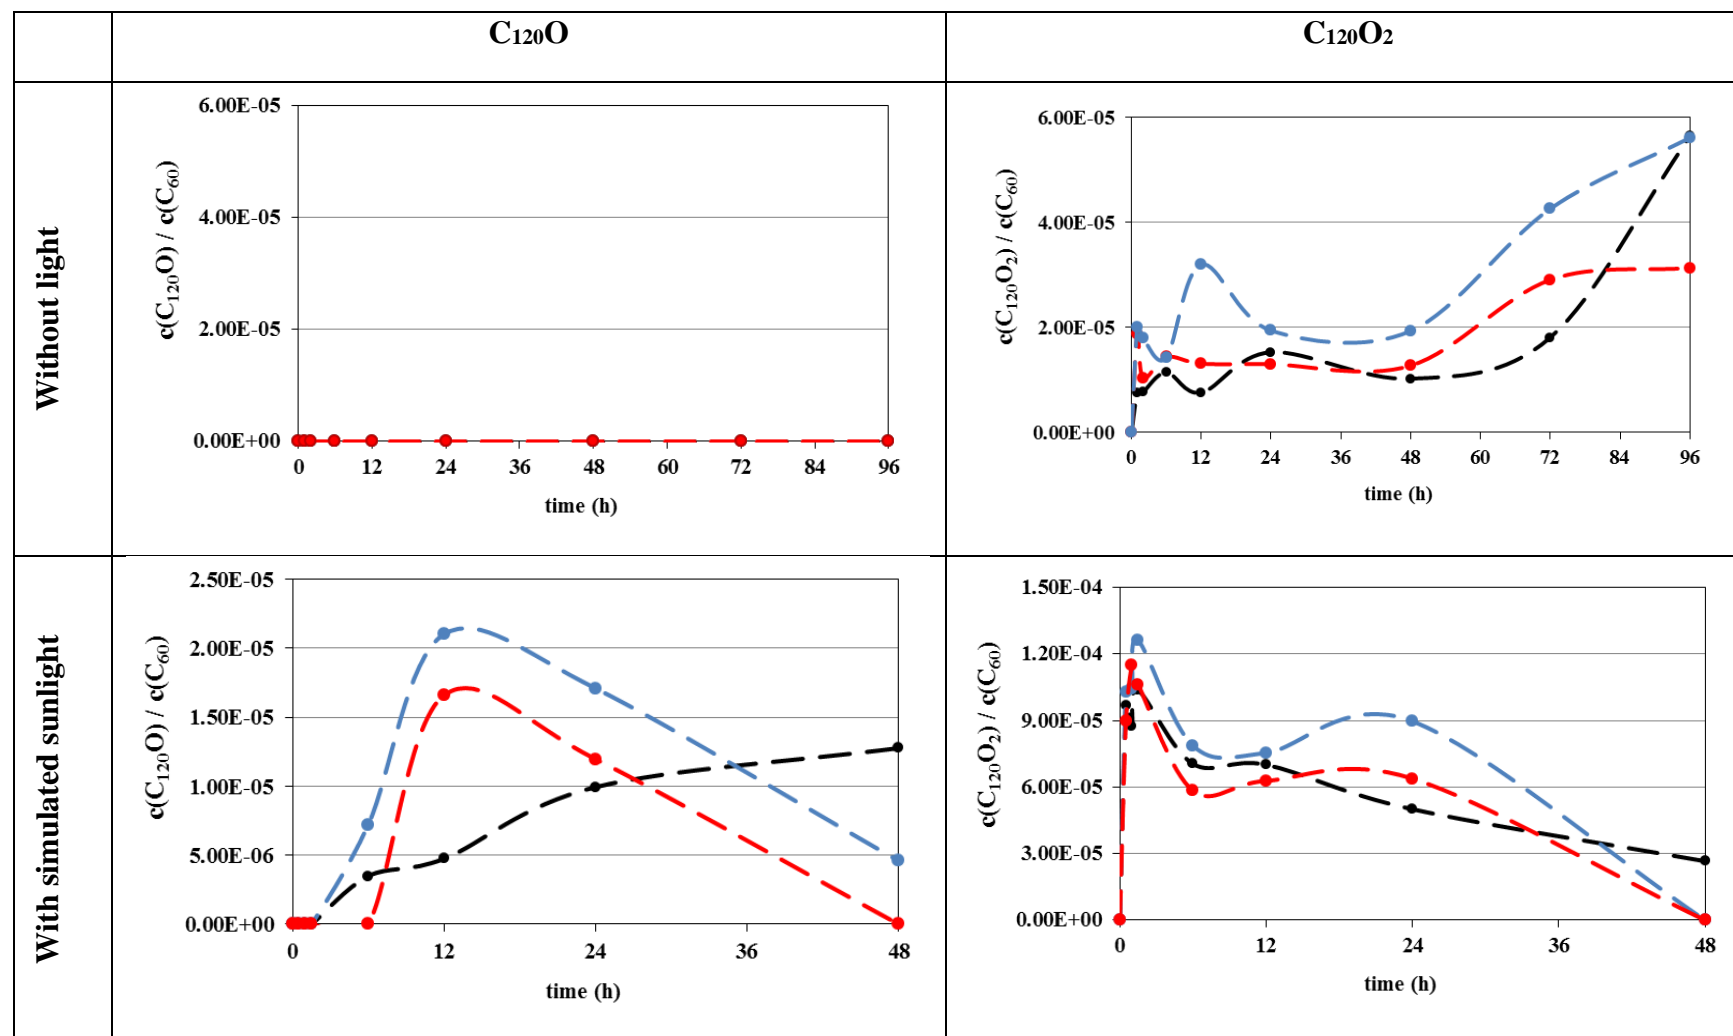 C₁₂₀O
C₁₂₀O₂
Without light
c(C₁₂₀O) / c(C₆₀)
6.00E-05
4.00E-05
2.00E-05
0.00E+00
0 12 24 36 48 60 72 84 96
time (h)
c(C₁₂₀O₂) / c(C₆₀)
6.00E-05
4.00E-05
2.00E-05
0.00E+00
0 12 24 36 48 60 72 84 96
time (h)
With simulated sunlight
c(C₁₂₀O) / c(C₆₀)
2.50E-05
2.00E-05
1.50E-05
1.00E-05
5.00E-06
0.00E+00
0 12 24 36 48
time (h)
c(C₁₂₀O₂) / c(C₆₀)
1.50E-04
1.20E-04
9.00E-05
6.00E-05
3.00E-05
0.00E+00
0 12 24 36 48
time (h)